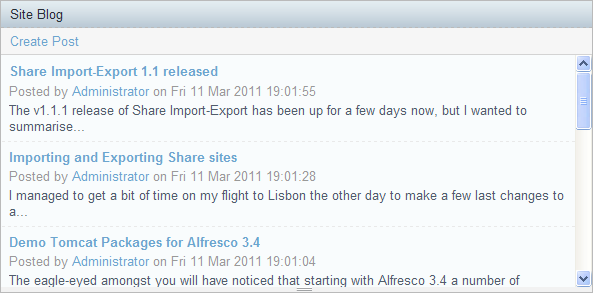 Site Blog
Create Post
Share Import-Export 1.1 released
Posted by Administrator on Fri 11 Mar 2011 19:01:55
The v1.1.1 release of Share Import-Export has been up for a few days now, but I wanted to
summarise...
Importing and Exporting Share sites
Posted by Administrator on Fri 11 Mar 2011 19:01:28
I managed to get a bit of time on my flight to Lisbon the other day to make a few last changes to
a...
Demo Tomcat Packages for Alfresco 3.4
Posted by Administrator on Fri 11 Mar 2011 19:01:04
The eagle-eyed amongst you will have noticed that starting with Alfresco 3.4 a number of